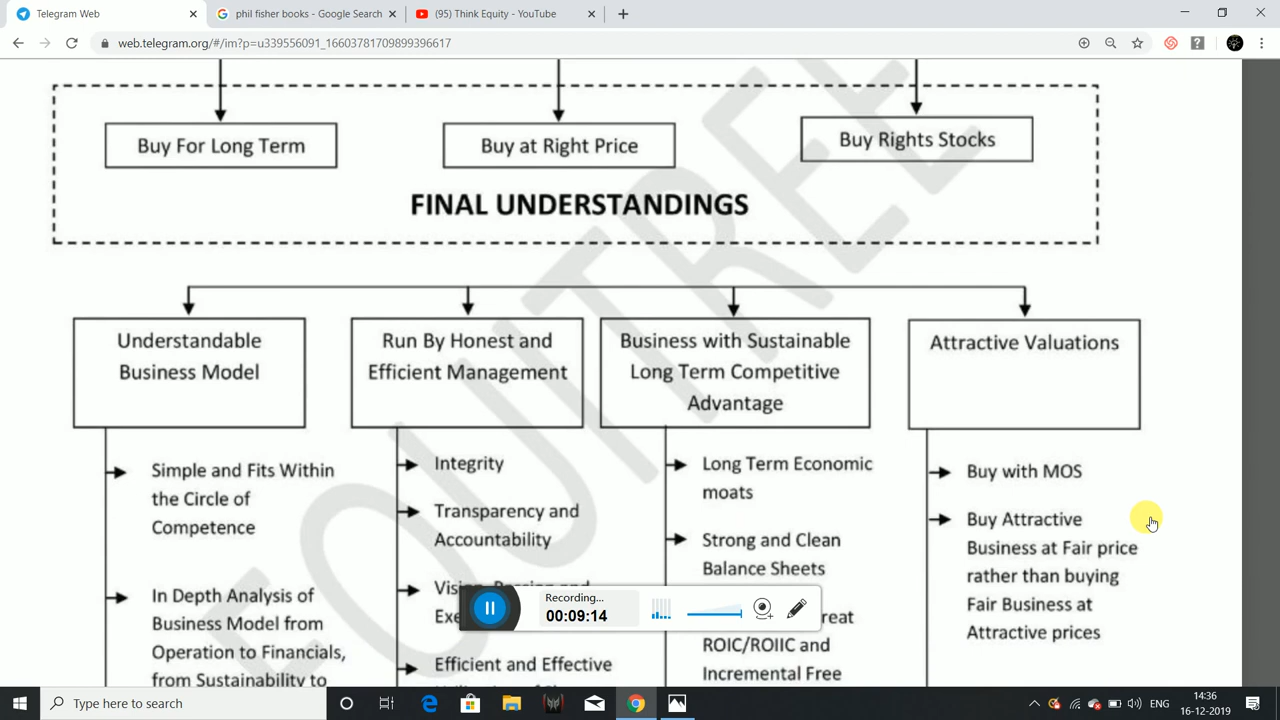 Telegram Web
phil fisher books - Google Search
(95) Think Equity - YouTube
web.telegram.org/#/im?p=u339556091_16603781709899396617
Buy For Long Term
Buy at Right Price
Buy Rights Stocks
FINAL UNDERSTANDINGS
Understandable
Business Model
Run By Honest and
Efficient Management
Business with Sustainable
Long Term Competitive
Advantage
Attractive Valuations
Simple and Fits Within
the Circle of
Competence
In Depth Analysis of
Business Model from
Operation to Financials,
from Sustainability to
Integrity
Transparency and
Accountability
Efficient and Effective
Long Term Economic
moats
Strong and Clean
Balance Sheets
ROIC/ROIIC and
Incremental Free
Buy with MOS
Buy Attractive
Business at Fair price
rather than buying
Fair Business at
Attractive prices
EQUTREE
Recording...
00:09:14
Type here to search
ENG
14:36
16-12-2019